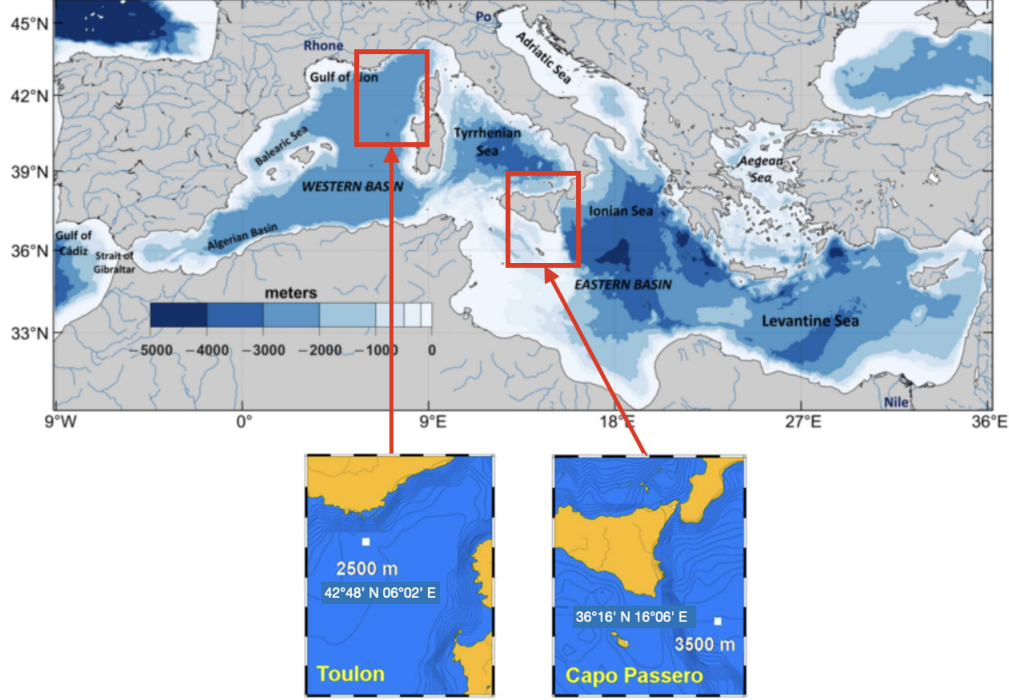 45°N
42°N
39°N
36°N
33°N
Po
Rhone
Adriatic Sea
Gulf of Lion
Balearic Sea
Tyrrhenian
Sea
Aegean
Sea
WESTERN BASIN
Ionian Sea
Algerian Basin
Gulf of
Cádiz
Strait of
Gibraltar
EASTERN BASIN
Levantine Sea
meters
−5000 −4000 −3000 −2000 −1000 0
Nile
9°W 0° 9°E 18°E 27°E 36°E
2500 m
42°48' N 06°02' E
Toulon
36°16' N 16°06' E
3500 m
Capo Passero